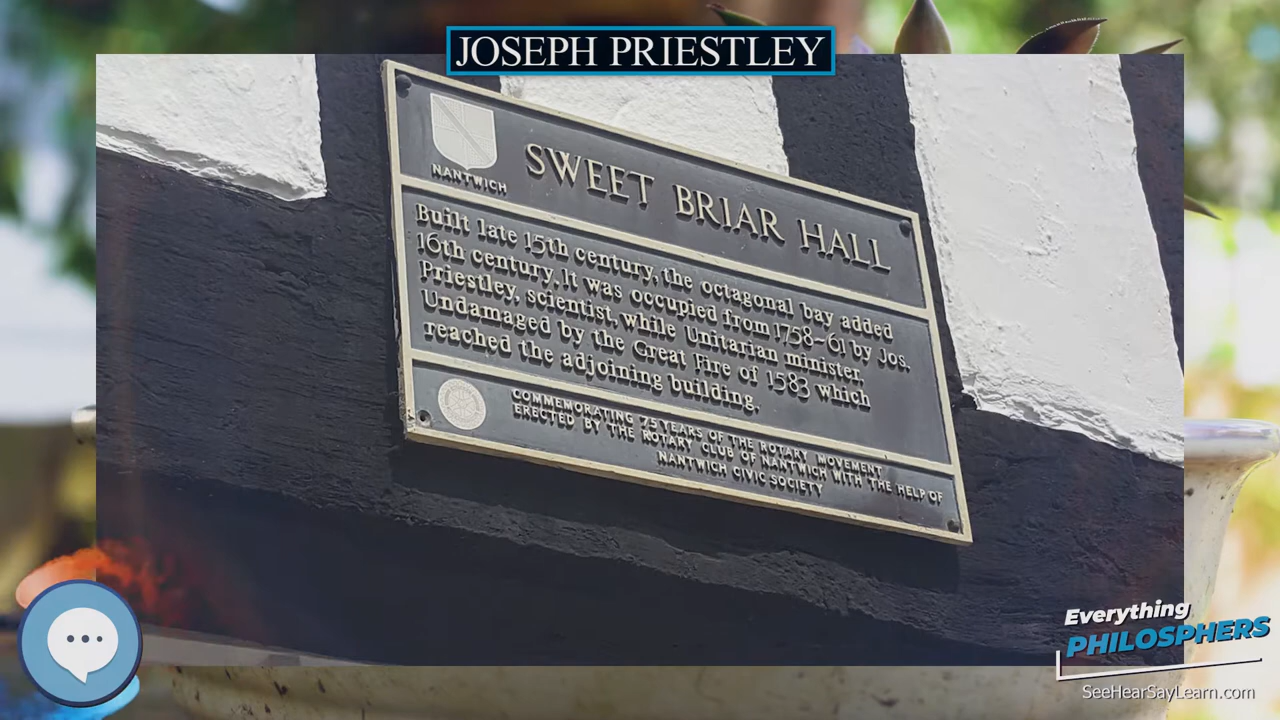 JOSEPH PRIESTLEY
NANTWICH
SWEET BRIAR HALL
Built late 15th century, the octagonal bay added
16th century. It was occupied from 1758~61 by Jos.
Priestley, scientist, while Unitarian minister.
Undamaged by the Great Fire of 1583 which
reached the adjoining building.
COMMEMORATING 75 YEARS OF THE ROTARY MOVEMENT
ERECTED BY THE ROTARY CLUB OF NANTWICH WITH THE HELP OF
NANTWICH CIVIC SOCIETY
Everything
PHILOSPHERS
SeeHearSayLearn.com